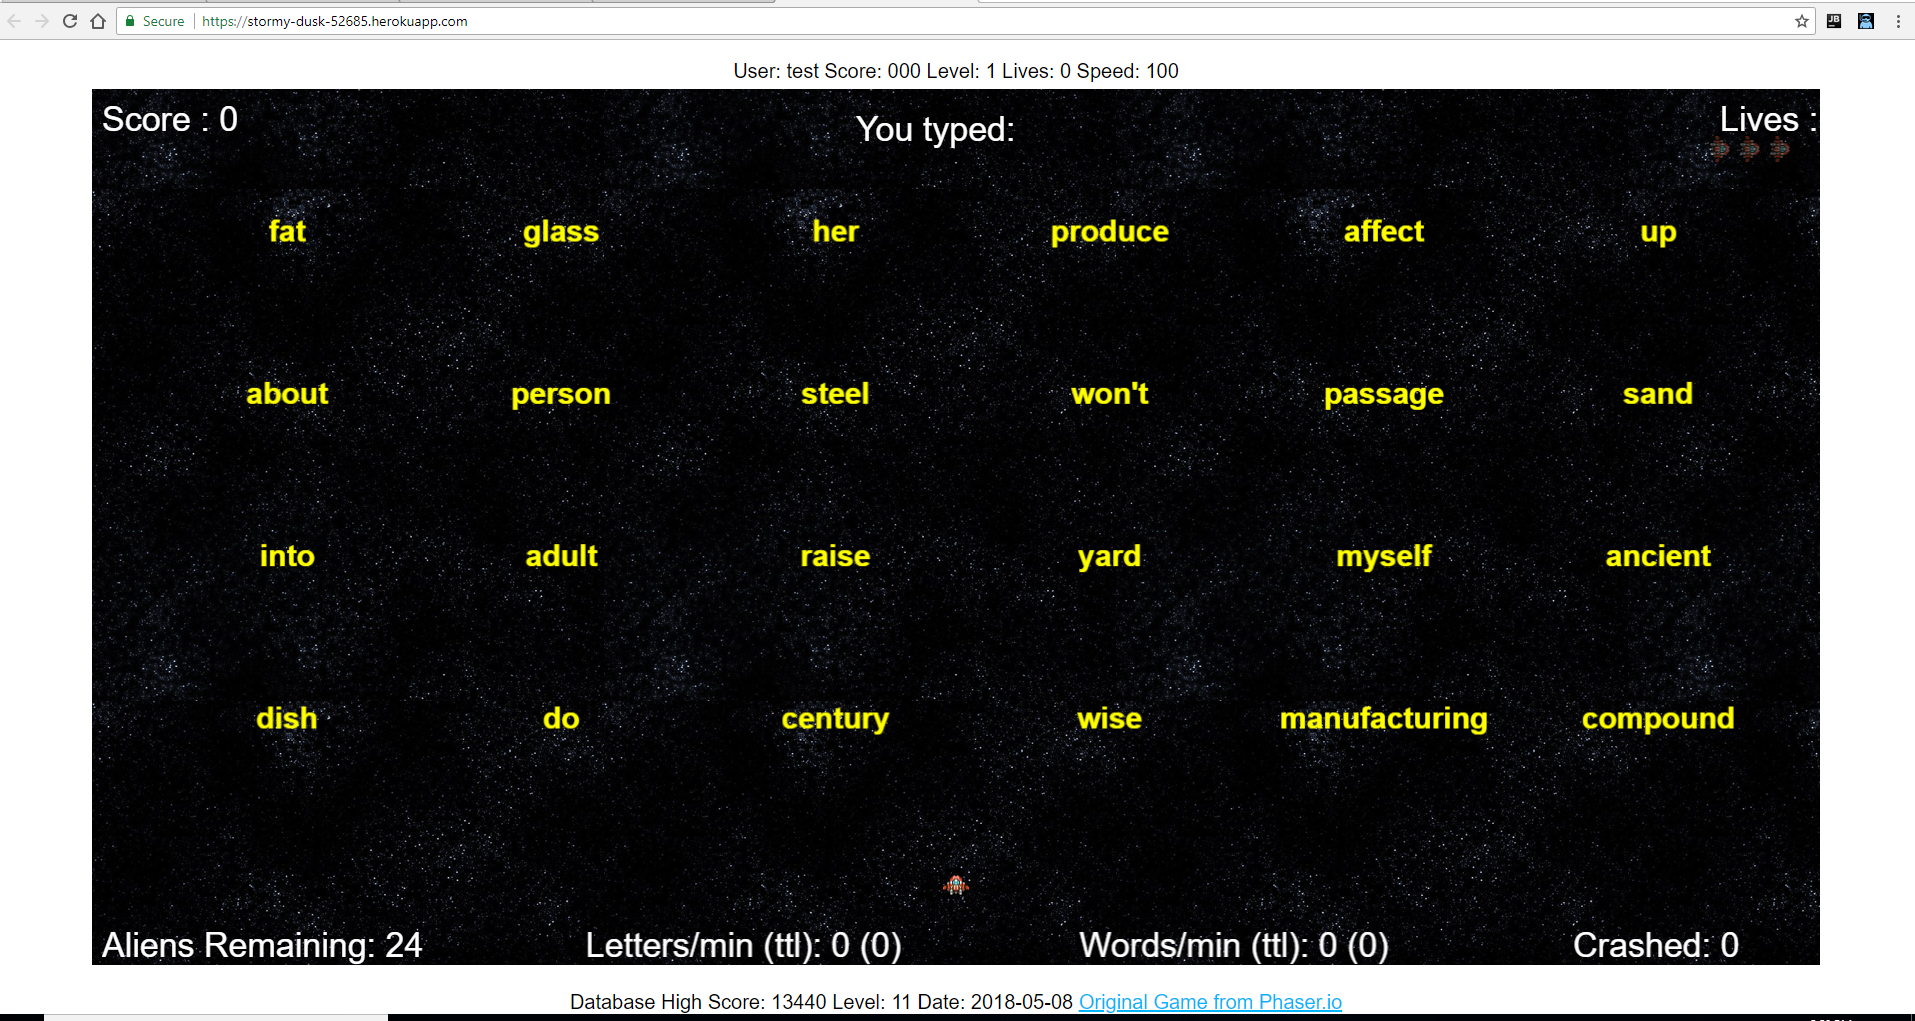 Secure https://stormy-dusk-52685.herokuapp.com JB
User: test Score: 000 Level: 1 Lives: 0 Speed: 100
Score : 0 You typed: Lives :
fat glass her produce affect up
about person steel won't passage sand
into adult raise yard myself ancient
dish do century wise manufacturing compound
Aliens Remaining: 24 Letters/min (ttl): 0 (0) Words/min (ttl): 0 (0) Crashed: 0
Database High Score: 13440 Level: 11 Date: 2018-05-08 Original Game from Phaser.io